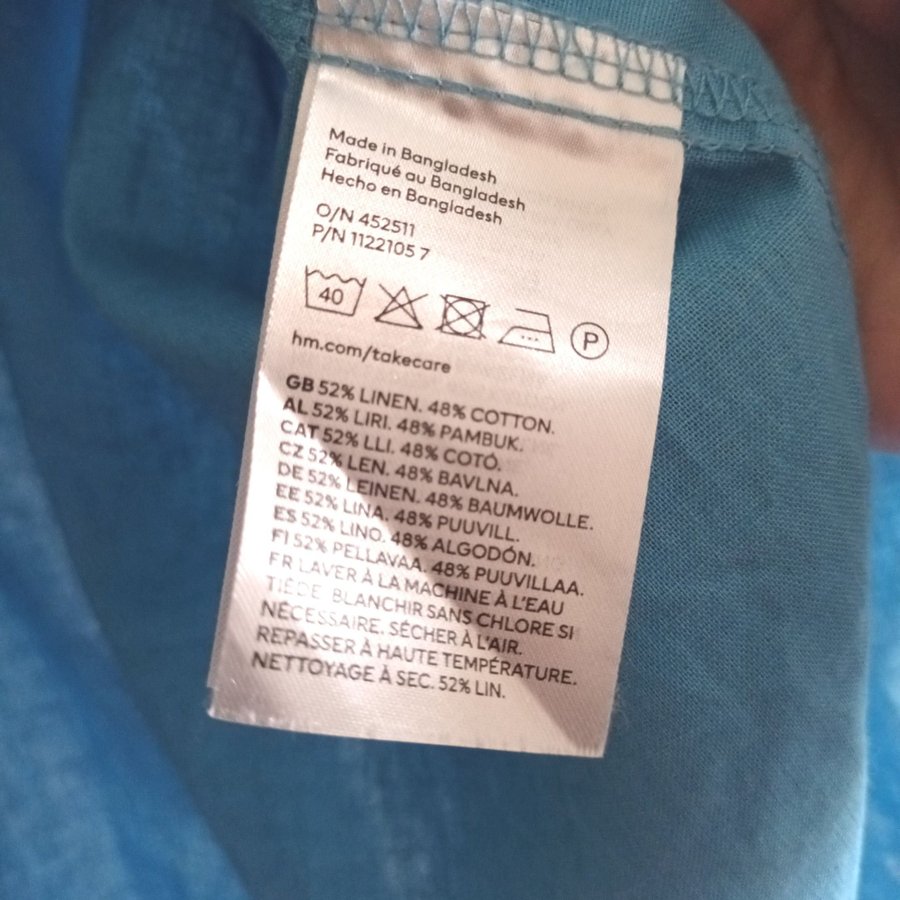 Made in Bangladesh
Fabriqué au Bangladesh
Hecho en Bangladesh
O/N 452511
P/N 1122105 7
40
P
hm.com/takecare
GB 52% LINEN. 48% COTTON.
AL 52% LIRI. 48% PAMBUK.
CAT 52% LLI. 48% COTÓ.
CZ 52% LEN. 48% BAVLNA.
DE 52% LEINEN. 48% BAUMWOLLE.
EE 52% LINA. 48% PUUVILL.
ES 52% LINO. 48% ALGODÓN.
FI 52% PELLAVAA. 48% PUUVILLAA.
FR LAVER À LA MACHINE À L'EAU
TIÈDE. BLANCHIR SANS CHLORE SI
NÉCESSAIRE. SÉCHER À L'AIR.
REPASSER À HAUTE TEMPÉRATURE.
NETTOYAGE À SEC. 52% LIN.